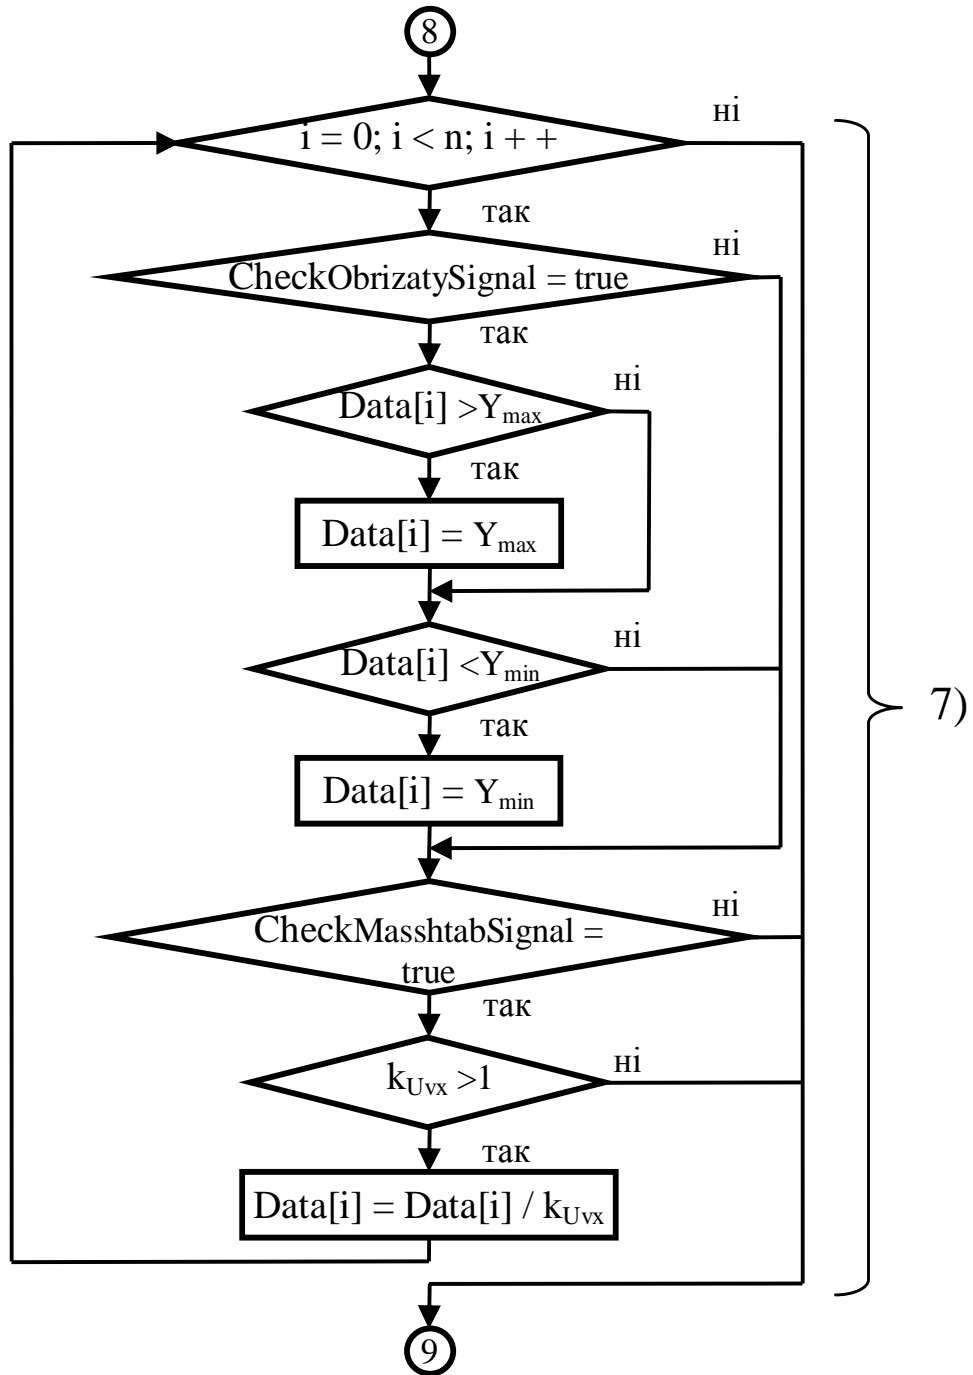 8
i = 0; i < n; i + +
ні
так
CheckObrizatySignal = true
ні
так
Data[i] >Ymax
ні
так
Data[i] = Ymax
Data[i] <Ymin
ні
так
Data[i] = Ymin
7)
CheckMasshtabSignal =
true
ні
так
kUvx >1
ні
так
Data[i] = Data[i] / kUvx
9